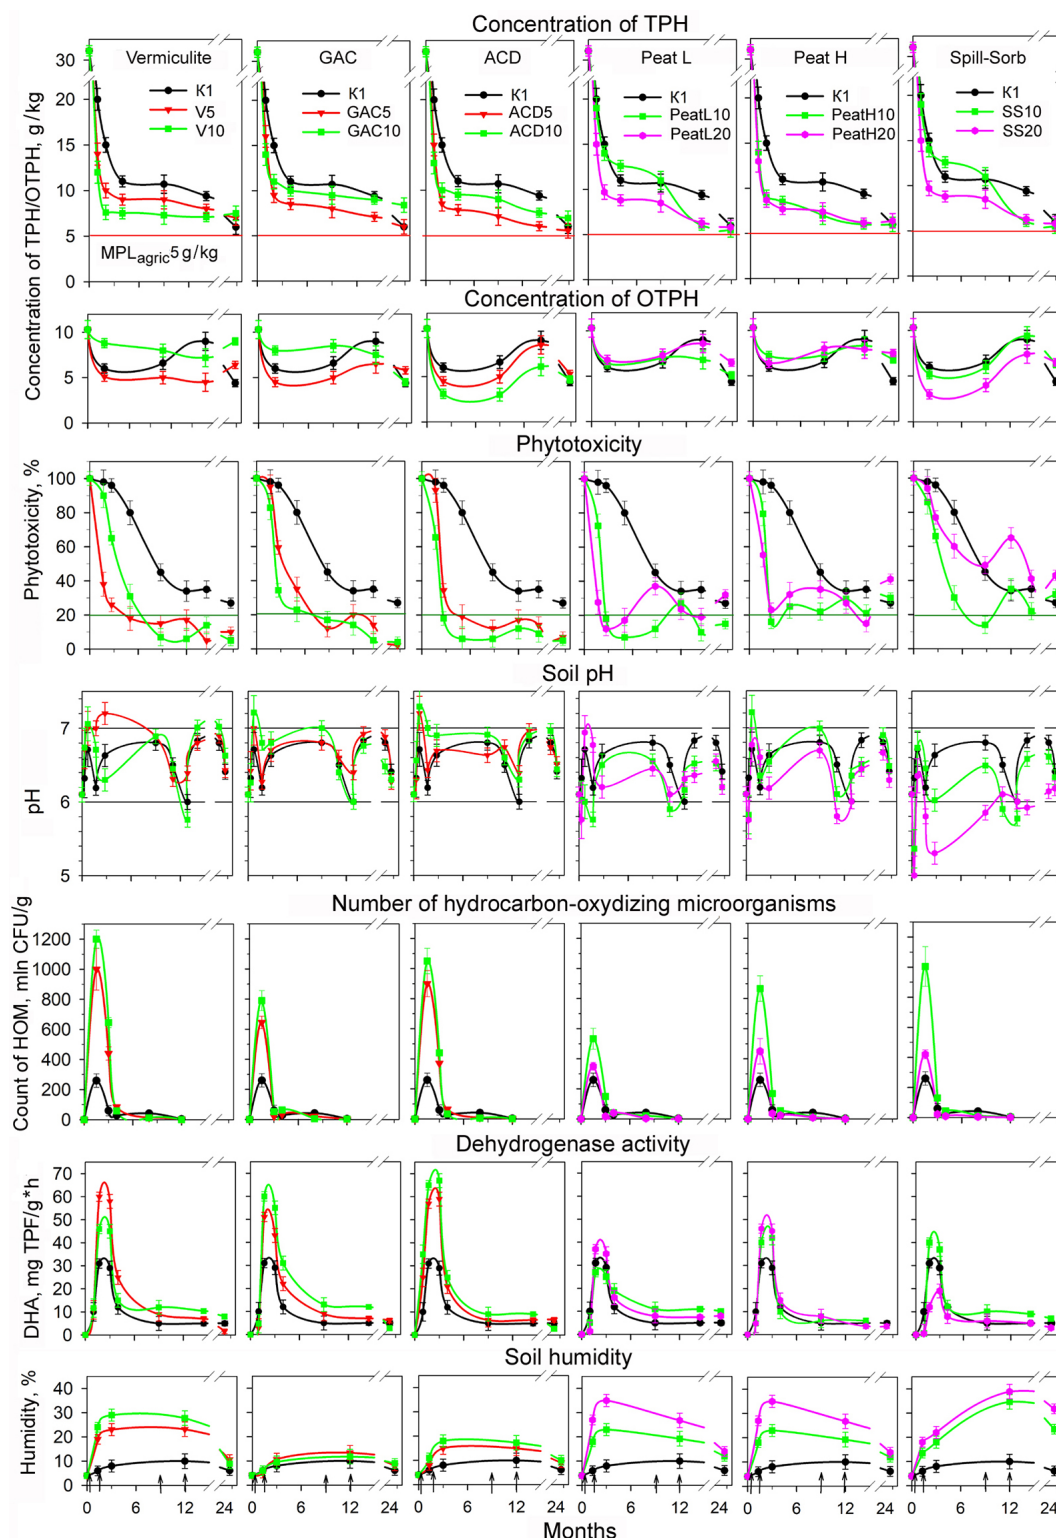 Concentration of TPH
Concentration of TPH/OTPH, g/kg
30
20
15
10
5
0
Vermiculite
K1
V5
V10
MPLagric5 g/kg
GAC
K1
GAC5
GAC10
ACD
K1
ACD5
ACD10
Peat L
K1
PeatL10
PeatL20
Peat H
K1
PeatH10
PeatH20
Spill-Sorb
K1
SS10
SS20
Concentration of OTPH
10
5
0
Phytotoxicity
Phytotoxicity, %
100
80
60
40
20
0
Soil pH
pH
7
6
5
Number of hydrocarbon-oxydizing microorganisms
Count of HOM, mln CFU/g
1200
1000
800
600
400
200
0
Dehydrogenase activity
DHA, mg TPF/g*h
70
60
50
40
30
20
10
0
Soil humidity
Humidity, %
40
30
20
10
0
0 6 12 24 0 6 12 24 0 6 12 24 0 6 12 24 0 6 12 24 0 6 12 24
Months